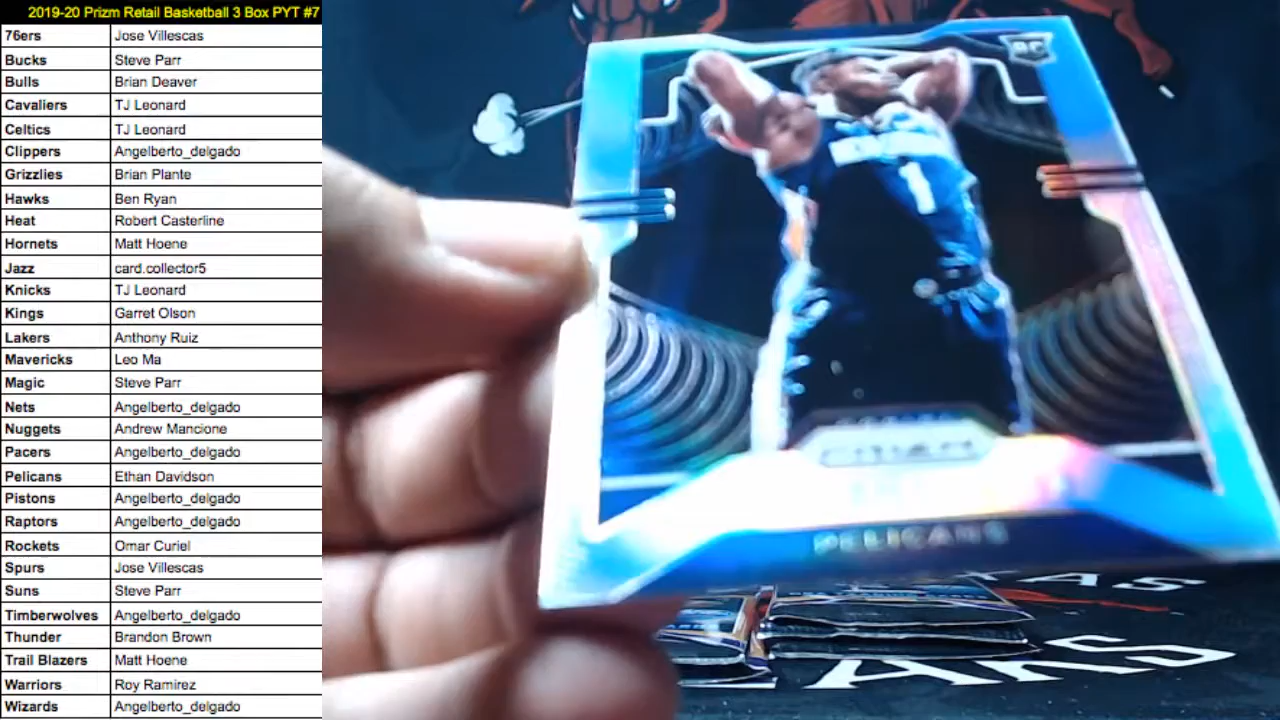 2019-20 Prizm Retail Basketball 3 Box PYT #7
76ers Jose Villescas
Bucks Steve Parr
Bulls Brian Deaver
Cavaliers TJ Leonard
Celtics TJ Leonard
Clippers Angelberto_delgado
Grizzlies Brian Plante
Hawks Ben Ryan
Heat Robert Casterline
Hornets Matt Hoene
Jazz card.collector5
Knicks TJ Leonard
Kings Garret Olson
Lakers Anthony Ruiz
Mavericks Leo Ma
Magic Steve Parr
Nets Angelberto_delgado
Nuggets Andrew Mancione
Pacers Angelberto_delgado
Pelicans Ethan Davidson
Pistons Angelberto_delgado
Raptors Angelberto_delgado
Rockets Omar Curiel
Spurs Jose Villescas
Suns Steve Parr
Timberwolves Angelberto_delgado
Thunder Brandon Brown
Trail Blazers Matt Hoene
Warriors Roy Ramirez
Wizards Angelberto_delgado
RC
1
PRIZM
PELICANS